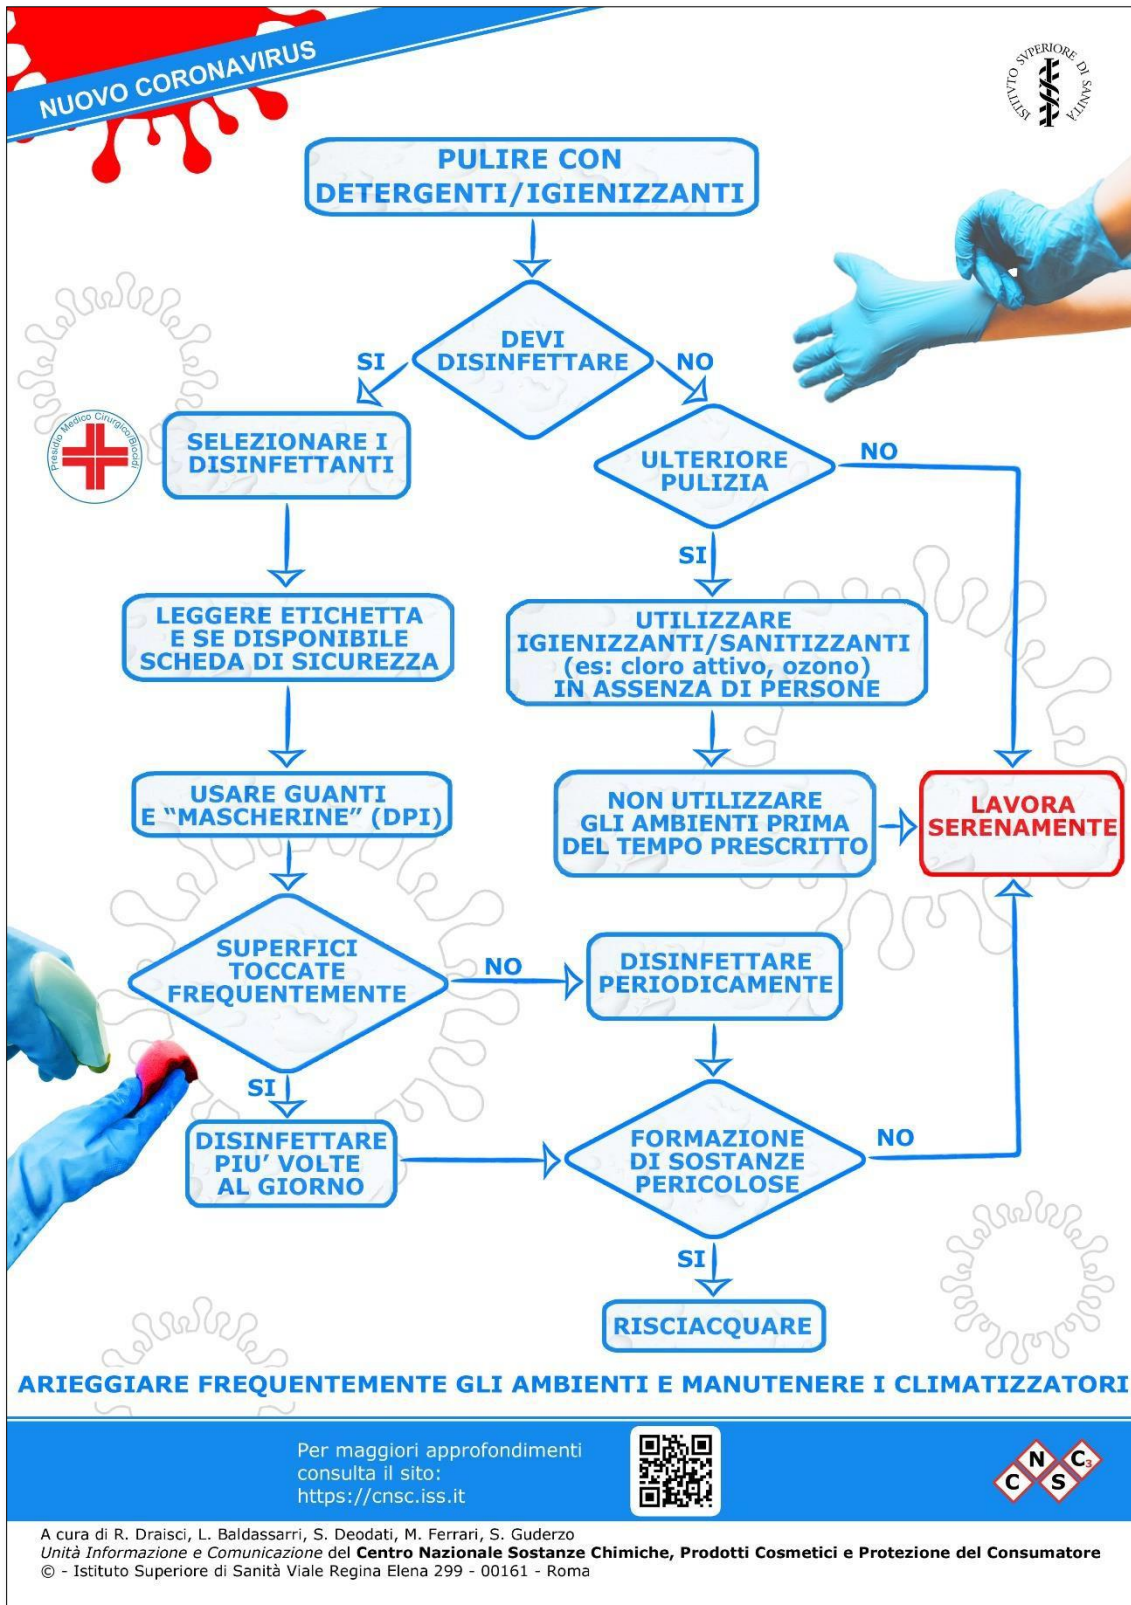 NUOVO CORONAVIRUS
ISTITVTO SVPERIORE DI SANITÀ
PULIRE CON
DETERGENTI/IGIENIZZANTI
DEVI
DISINFETTARE
SI
NO
Presidio Medico Cirurgico/Biocidi
SELEZIONARE I
DISINFETTANTI
ULTERIORE
PULIZIA
NO
SI
LEGGERE ETICHETTA
E SE DISPONIBILE
SCHEDA DI SICUREZZA
UTILIZZARE
IGIENIZZANTI/SANITIZZANTI
(es: cloro attivo, ozono)
IN ASSENZA DI PERSONE
USARE GUANTI
E “MASCHERINE” (DPI)
NON UTILIZZARE
GLI AMBIENTI PRIMA
DEL TEMPO PRESCRITTO
LAVORA
SERENAMENTE
SUPERFICI
TOCCATE
FREQUENTEMENTE
NO
DISINFETTARE
PERIODICAMENTE
SI
DISINFETTARE
PIU’ VOLTE
AL GIORNO
FORMAZIONE
DI SOSTANZE
PERICOLOSE
NO
SI
RISCIACQUARE
ARIEGGIARE FREQUENTEMENTE GLI AMBIENTI E MANUTENERE I CLIMATIZZATORI
Per maggiori approfondimenti
consulta il sito:
https://cnsc.iss.it
C N S C3
A cura di R. Draisci, L. Baldassarri, S. Deodati, M. Ferrari, S. Guderzo
Unità Informazione e Comunicazione del Centro Nazionale Sostanze Chimiche, Prodotti Cosmetici e Protezione del Consumatore
© - Istituto Superiore di Sanità Viale Regina Elena 299 - 00161 - Roma